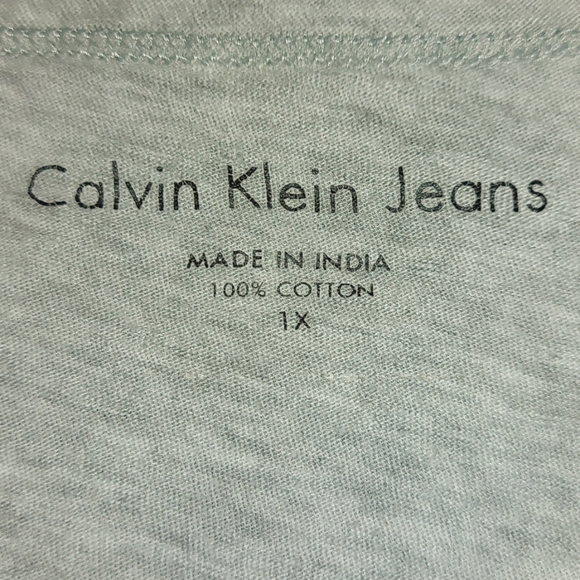 Calvin Klein Jeans
MADE IN INDIA
100% COTTON
1X